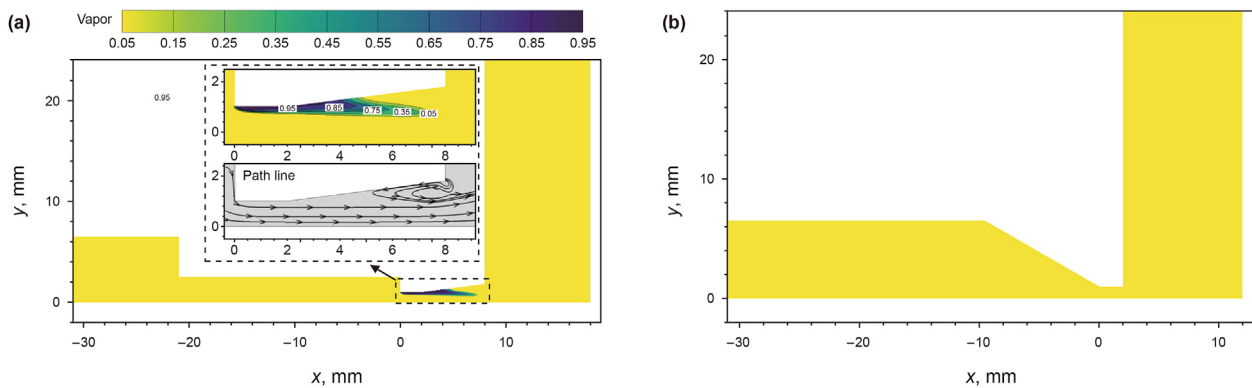 (a)
Vapor
0.05 0.15 0.25 0.35 0.45 0.55 0.65 0.75 0.85 0.95
20
10
0
y, mm
0.95
2
0
0.95 0.85 0.75 0.35 0.05
0 2 4 6 8
Path line
2
0
0 2 4 6 8
–30 –20 –10 0 10
x, mm
(b)
20
10
0
y, mm
–30 –20 –10 0 10
x, mm